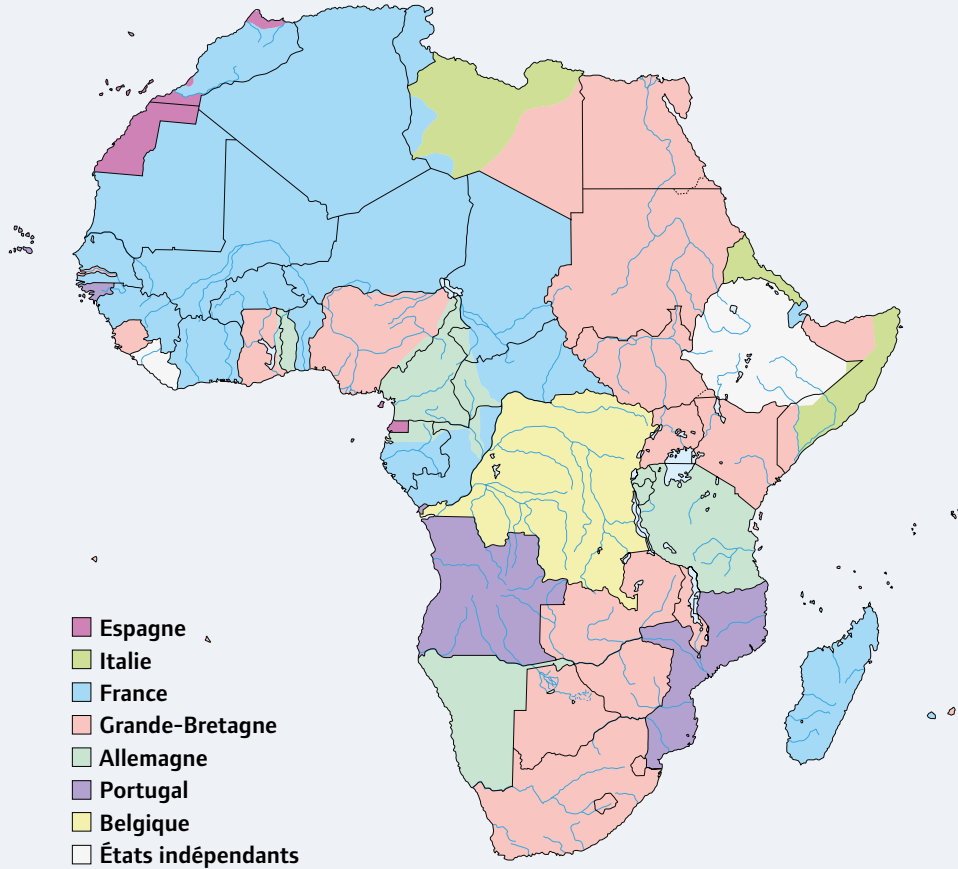 Espagne
Italie
France
Grande-Bretagne
Allemagne
Portugal
Belgique
États indépendants